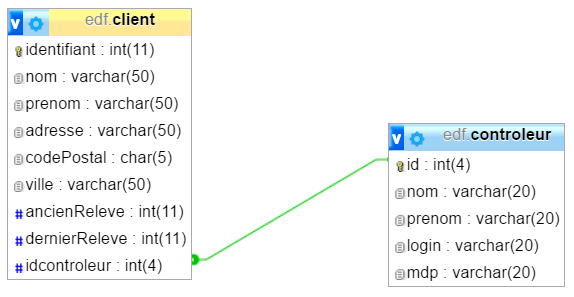 v edf.client
identifiant : int(11)
nom : varchar(50)
prenom : varchar(50)
adresse : varchar(50)
codePostal : char(5)
ville : varchar(50)
# ancienReleve : int(11)
# dernierReleve : int(11)
# idcontroleur : int(4)
v edf.controleur
id : int(4)
nom : varchar(20)
prenom : varchar(20)
login : varchar(20)
mdp : varchar(20)